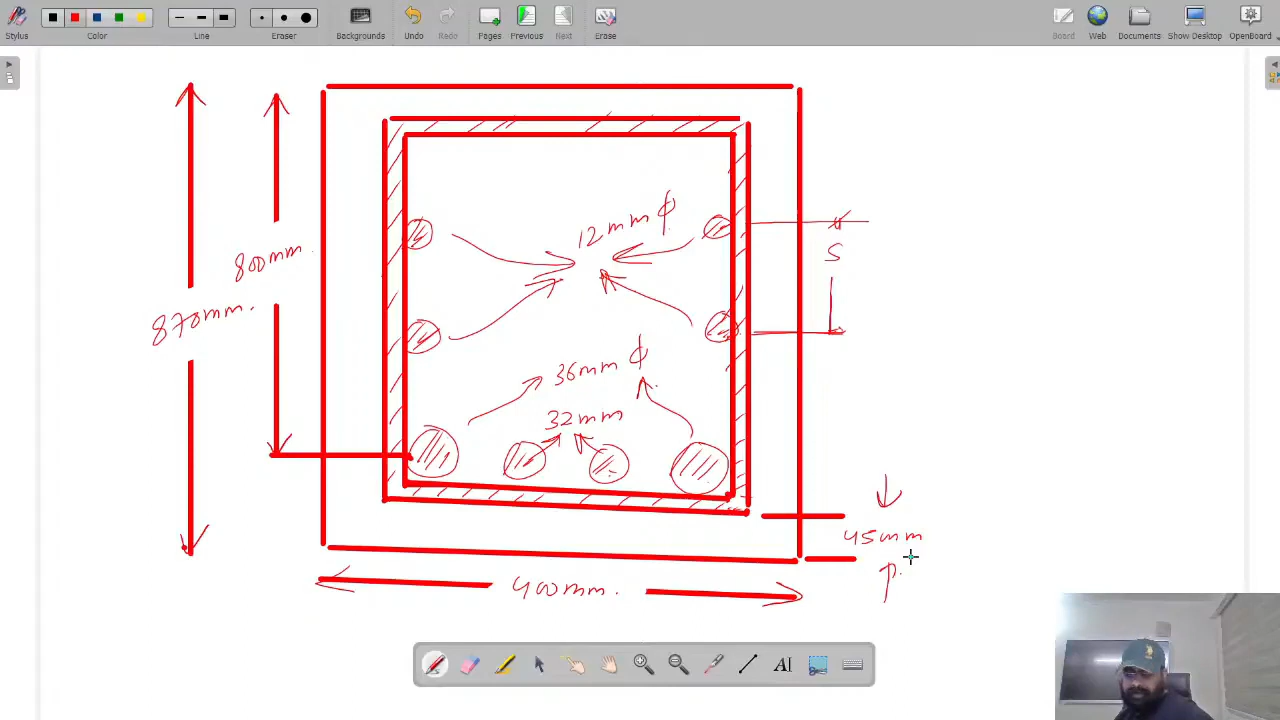 Stylus
Color
Line
Eraser
Backgrounds
Undo
Redo
Pages
Previous
Next
Erase
Board
Web
Documents
Show Desktop
OpenBoard
12mm ϕ
800mm.
S
870mm.
36mm ϕ
32mm
45mm
p.
400mm.
AI